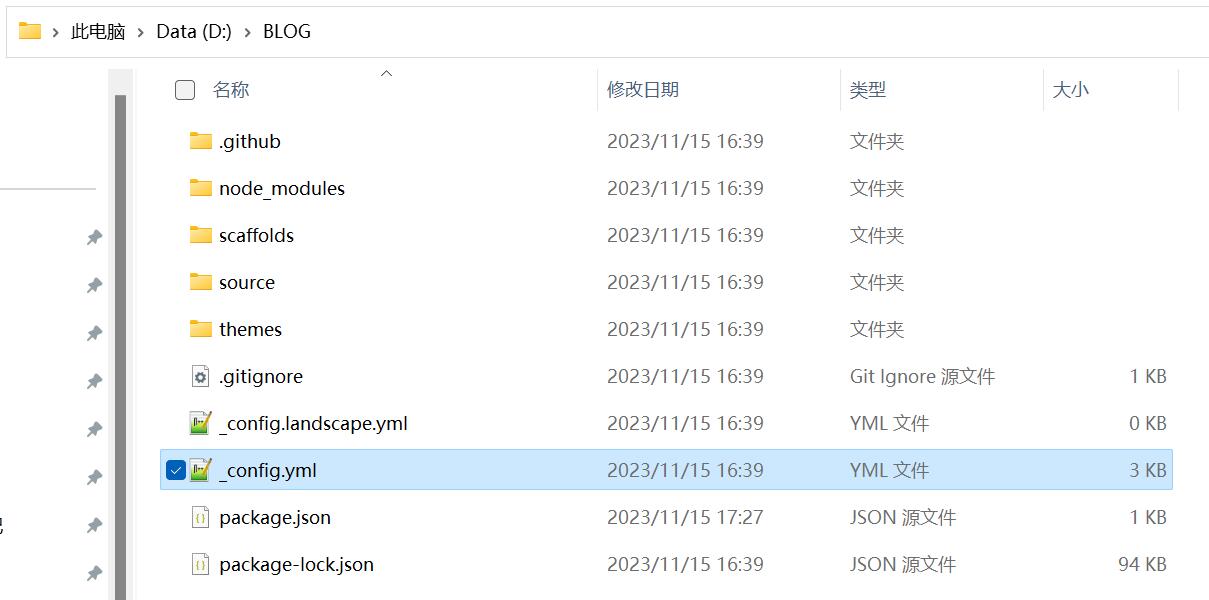 此电脑 Data (D:) BLOG
名称 修改日期 类型 大小
.github 2023/11/15 16:39 文件夹
node_modules 2023/11/15 16:39 文件夹
scaffolds 2023/11/15 16:39 文件夹
source 2023/11/15 16:39 文件夹
themes 2023/11/15 16:39 文件夹
.gitignore 2023/11/15 16:39 Git Ignore 源文件 1 KB
_config.landscape.yml 2023/11/15 16:39 YML 文件 0 KB
_config.yml 2023/11/15 16:39 YML 文件 3 KB
package.json 2023/11/15 17:27 JSON 源文件 1 KB
package-lock.json 2023/11/15 16:39 JSON 源文件 94 KB